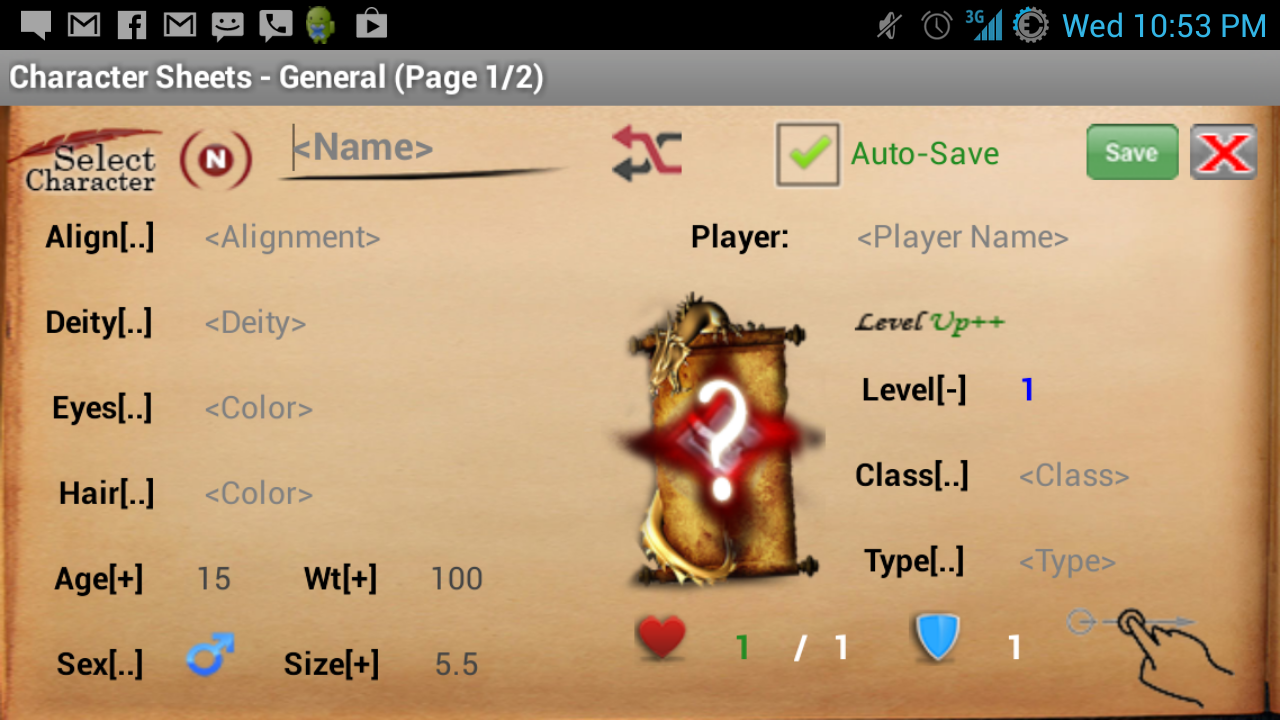 3G Wed 10:53 PM
Character Sheets - General (Page 1/2)
Select Character
N
<Name>
Auto-Save
Save
Align[..] <Alignment>
Player: <Player Name>
Deity[..] <Deity>
Level Up++
Eyes[..] <Color>
Level[-] 1
Hair[..] <Color>
Class[..] <Class>
Age[+] 15 Wt[+] 100
Type[..] <Type>
Sex[..] Size[+] 5.5
1 / 1 1